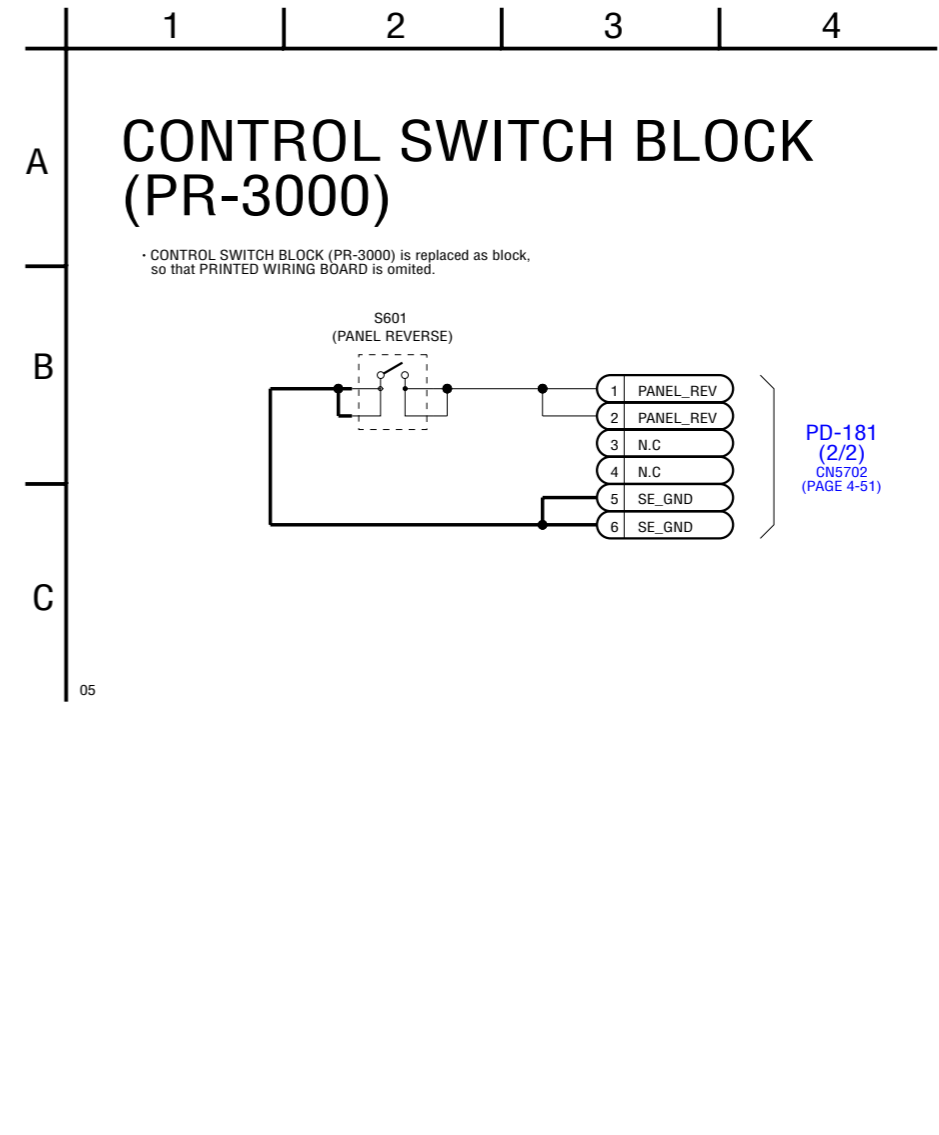 1 2 3 4
A
CONTROL SWITCH BLOCK
(PR-3000)
· CONTROL SWITCH BLOCK (PR-3000) is replaced as block,
so that PRINTED WIRING BOARD is omited.
S601
(PANEL REVERSE)
B
1 PANEL_REV
2 PANEL_REV
3 N.C
4 N.C
5 SE_GND
6 SE_GND
PD-181
(2/2)
CN5702
(PAGE 4-51)
C
05